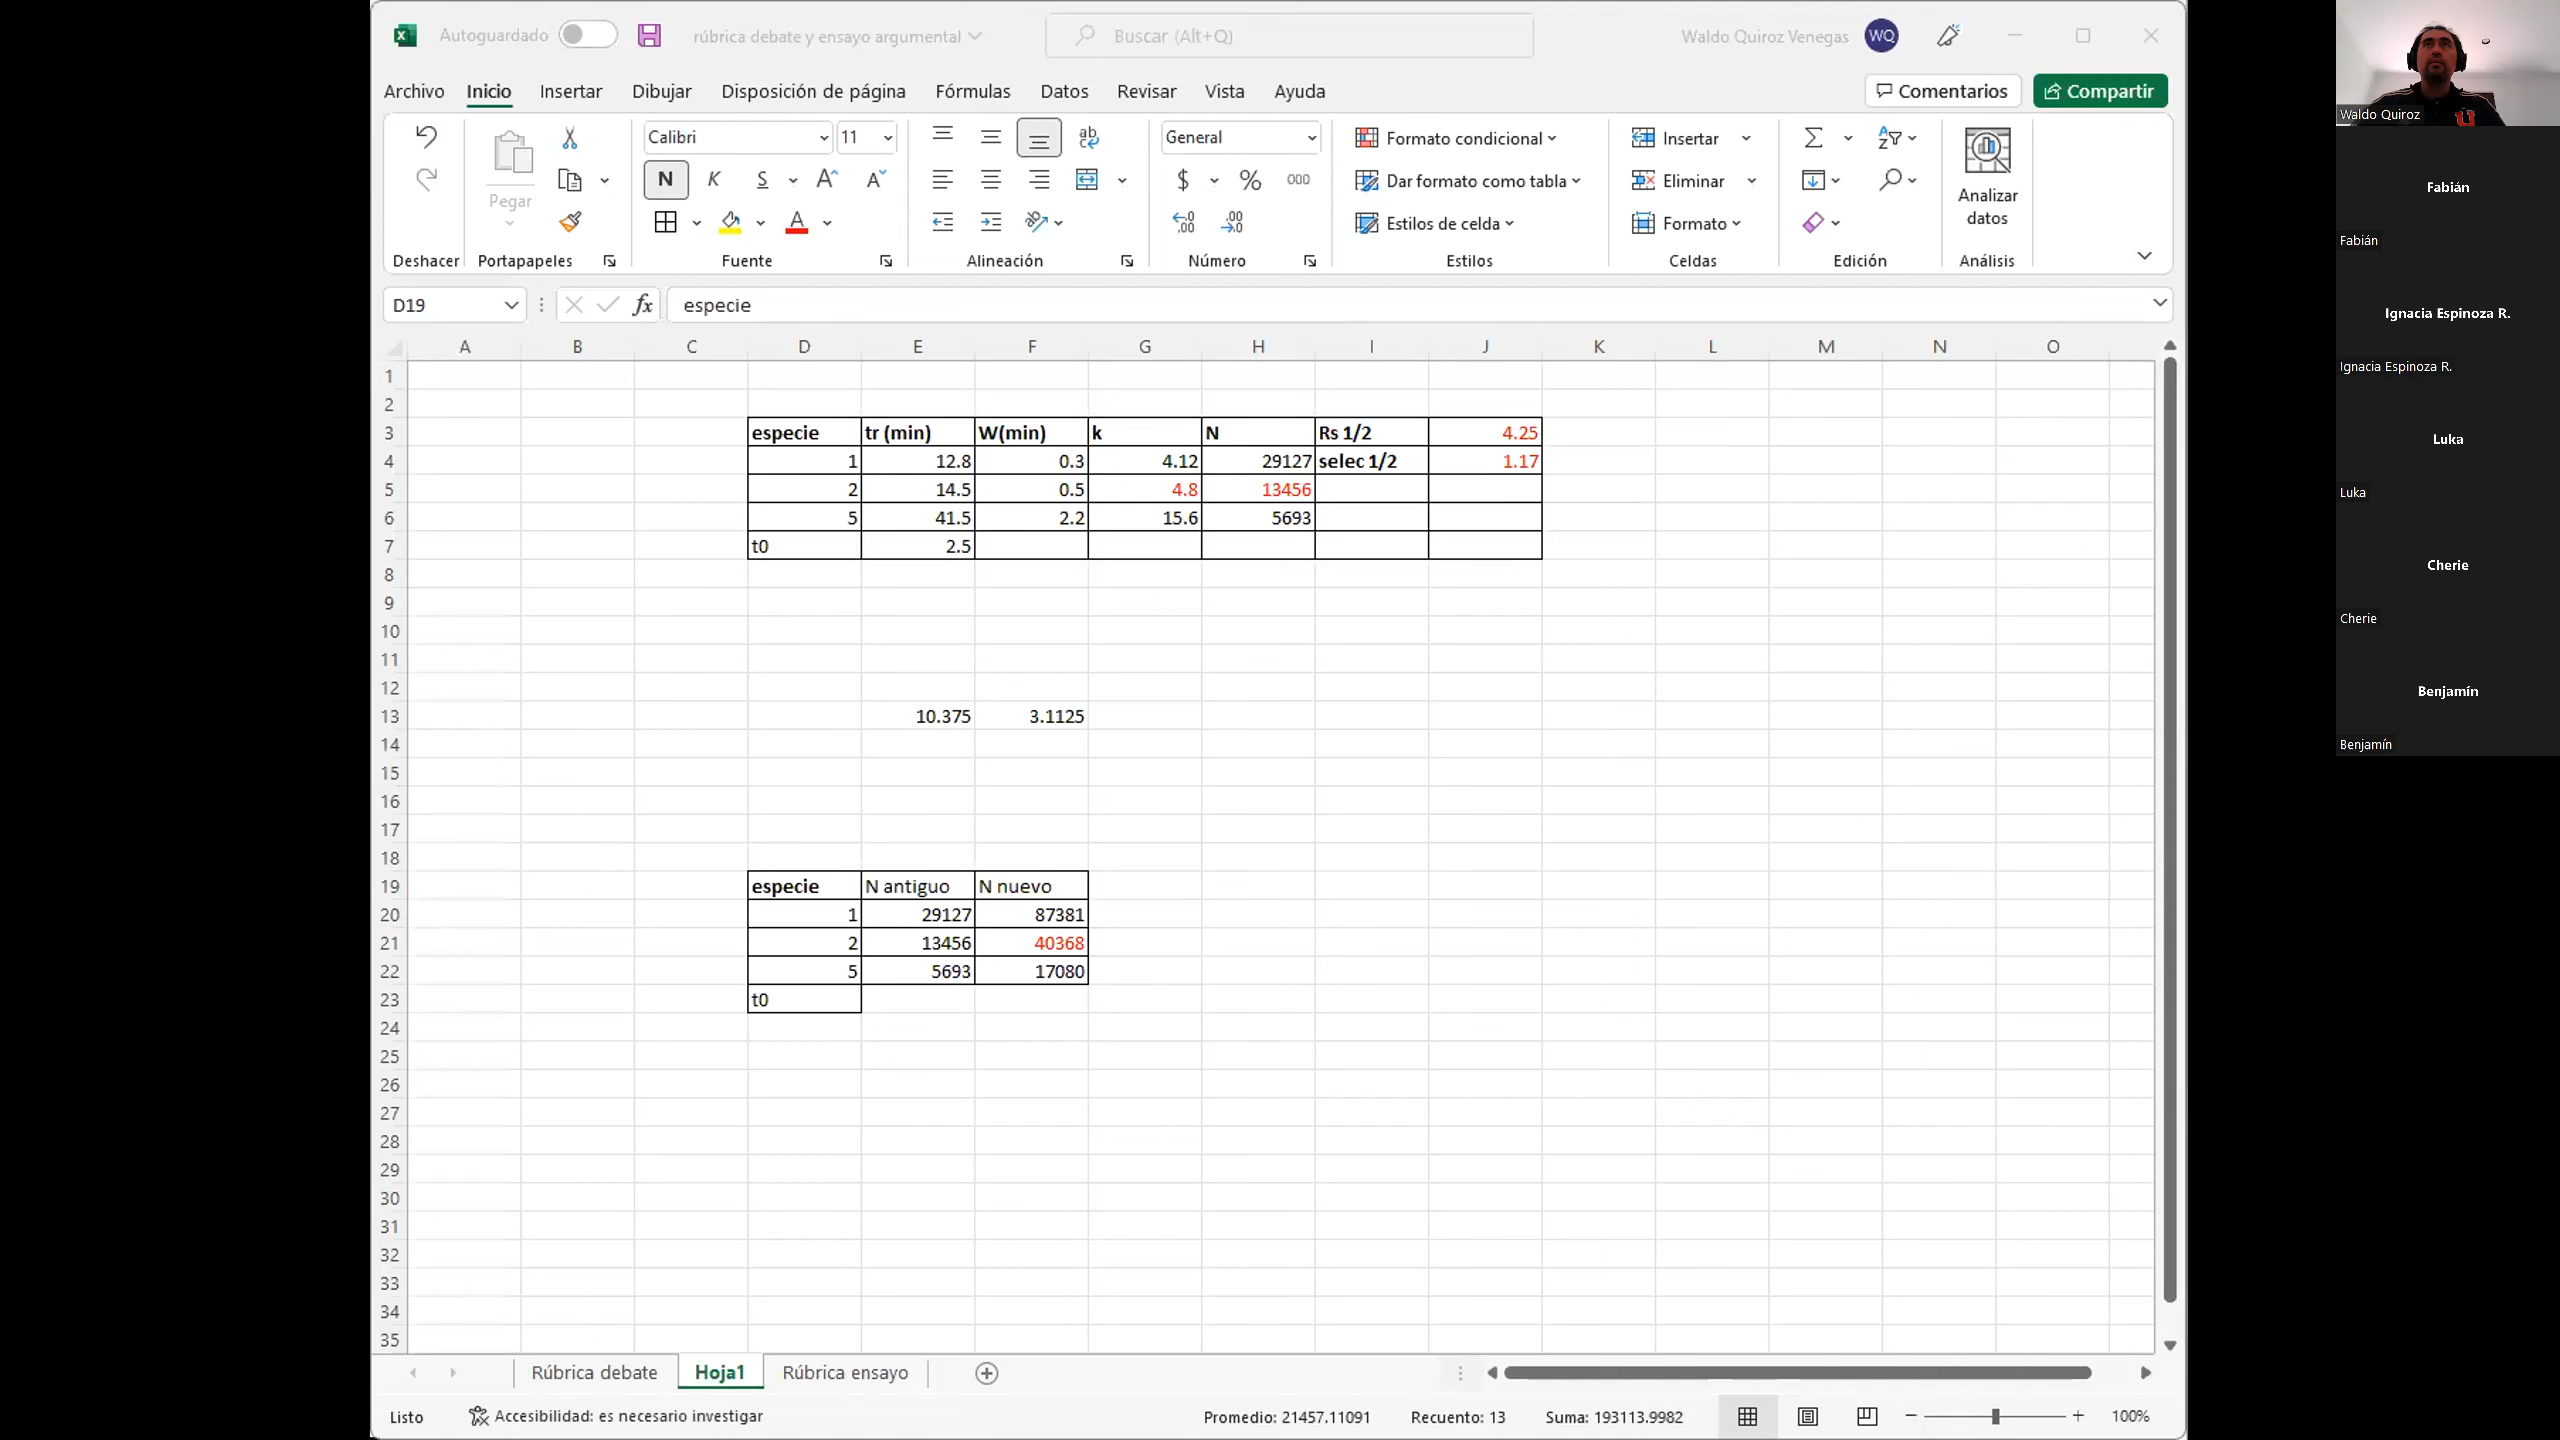 Autoguardado rúbrica debate y ensayo argumental Buscar (Alt+Q) Waldo Quiroz Venegas WQ
Archivo Inicio Insertar Dibujar Disposición de página Fórmulas Datos Revisar Vista Ayuda Comentarios Compartir
Pegar
Calibri 11
N K S A A
A
ab c
General
$ % 000
Formato condicional
Dar formato como tabla
Estilos de celda
Insertar
Eliminar
Formato
Analizar
datos
Deshacer Portapapeles Fuente Alineación Número Estilos Celdas Edición Análisis
D19 fx especie
A B C D E F G H I J K L M N O
1
2
3 especie tr (min) W(min) k N Rs 1/2 4.25
4 1 12.8 0.3 4.12 29127 selec 1/2 1.17
5 2 14.5 0.5 4.8 13456
6 5 41.5 2.2 15.6 5693
7 t0 2.5
8
9
10
11
12
13 10.375 3.1125
14
15
16
17
18
19 especie N antiguo N nuevo
20 1 29127 87381
21 2 13456 40368
22 5 5693 17080
23 t0
24
25
26
27
28
29
30
31
32
33
34
35
Rúbrica debate Hoja1 Rúbrica ensayo
Listo Accesibilidad: es necesario investigar Promedio: 21457.11091 Recuento: 13 Suma: 193113.9982 100%
Waldo Quiroz
Fabián
Fabián
Ignacia Espinoza R.
Ignacia Espinoza R.
Luka
Luka
Cherie
Cherie
Benjamín
Benjamín